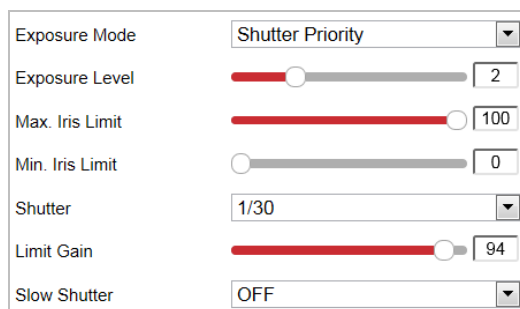 Exposure Mode Shutter Priority
Exposure Level 2
Max. Iris Limit 100
Min. Iris Limit 0
Shutter 1/30
Limit Gain 94
Slow Shutter OFF